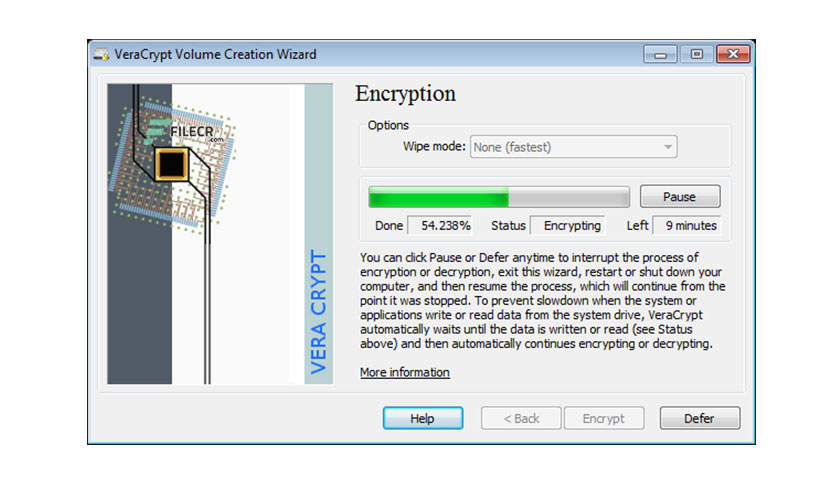 VeraCrypt Volume Creation Wizard
FILECR
.com
VERA CRYPT
Encryption
Options
Wipe mode: None (fastest)
Pause
Done 54.238% Status Encrypting Left 9 minutes
You can click Pause or Defer anytime to interrupt the process of
encryption or decryption, exit this wizard, restart or shut down your
computer, and then resume the process, which will continue from the
point it was stopped. To prevent slowdown when the system or
applications write or read data from the system drive, VeraCrypt
automatically waits until the data is written or read (see Status
above) and then automatically continues encrypting or decrypting.
More information
Help < Back Encrypt Defer